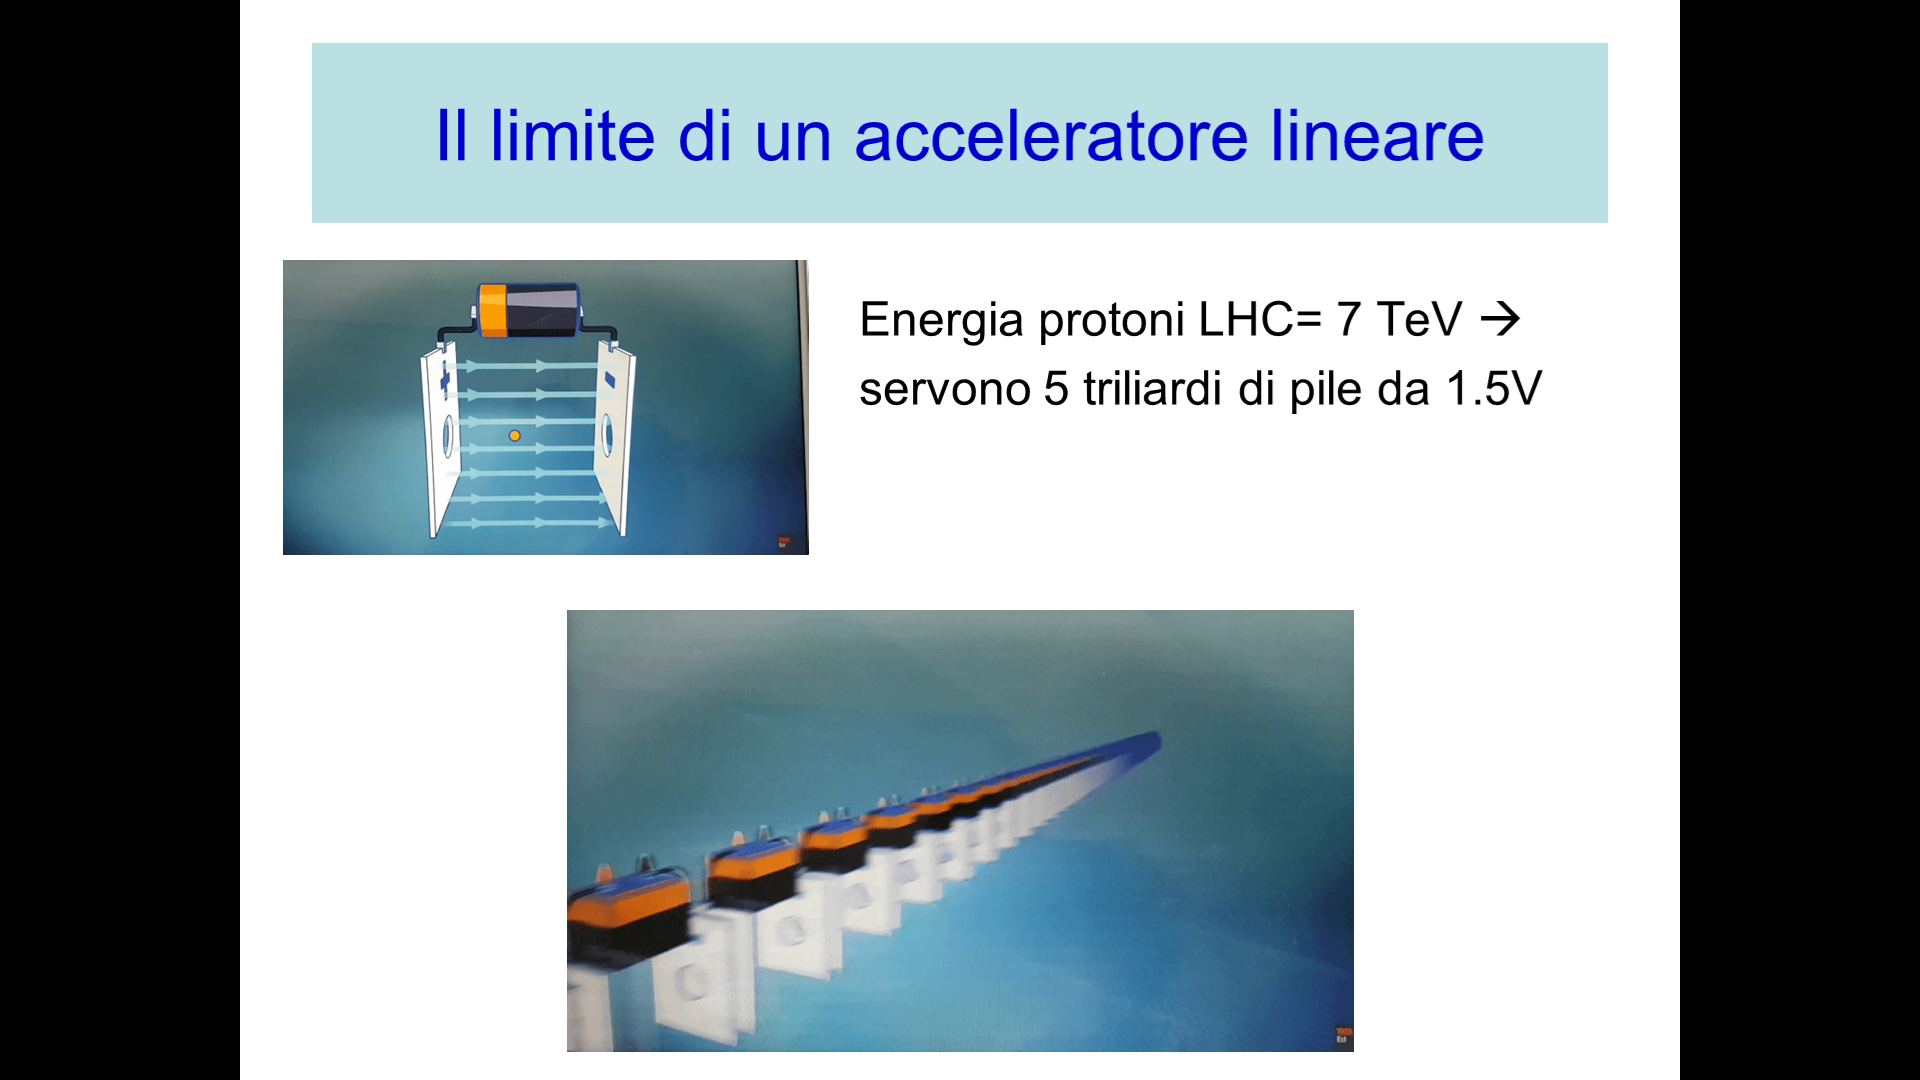 Il limite di un acceleratore lineare
Energia protoni LHC= 7 TeV →
servono 5 triliardi di pile da 1.5V
+
-